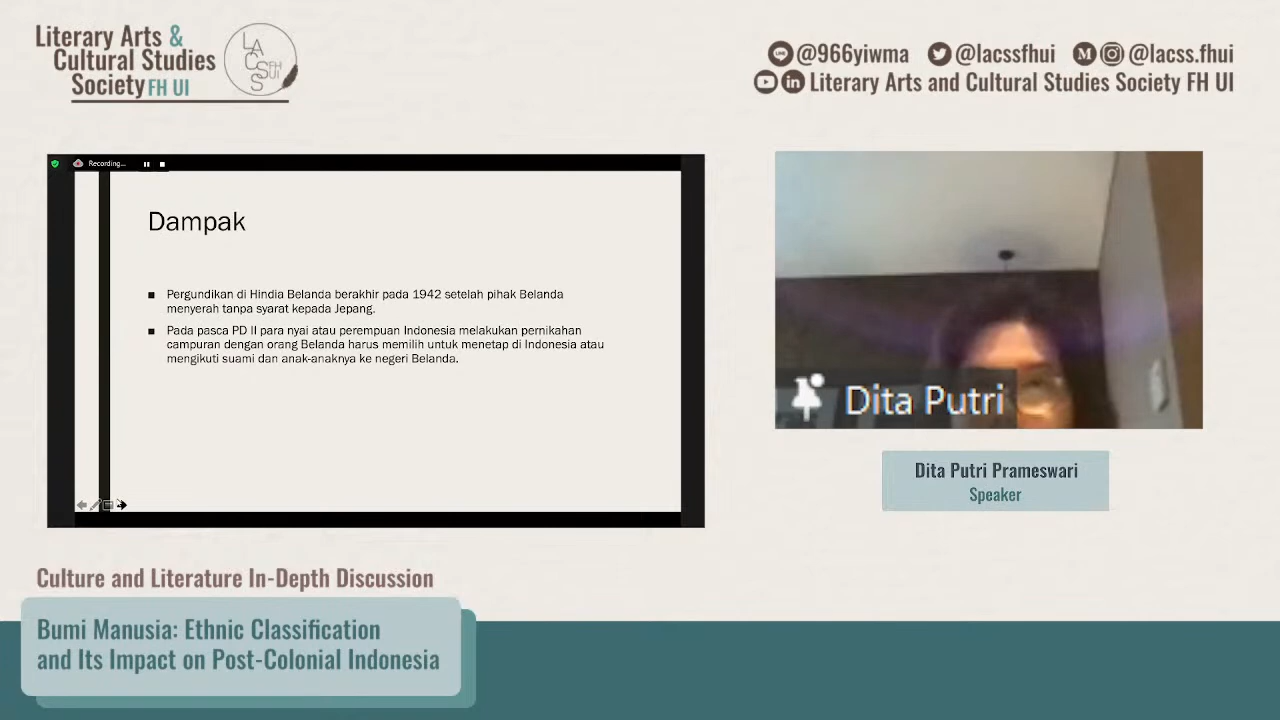 Literary Arts &
Cultural Studies
Society FH UI
LACSS FH UI
@966yiwma @lacssfhui @lacss.fhui
Literary Arts and Cultural Studies Society FH UI
Recording...
Dampak
Pergundikan di Hindia Belanda berakhir pada 1942 setelah pihak Belanda
menyerah tanpa syarat kepada Jepang.
Pada pasca PD II para nyai atau perempuan Indonesia melakukan pernikahan
campuran dengan orang Belanda harus memilih untuk menetap di Indonesia atau
mengikuti suami dan anak-anaknya ke negeri Belanda.
Dita Putri
Dita Putri Prameswari
Speaker
Culture and Literature In-Depth Discussion
Bumi Manusia: Ethnic Classification
and Its Impact on Post-Colonial Indonesia